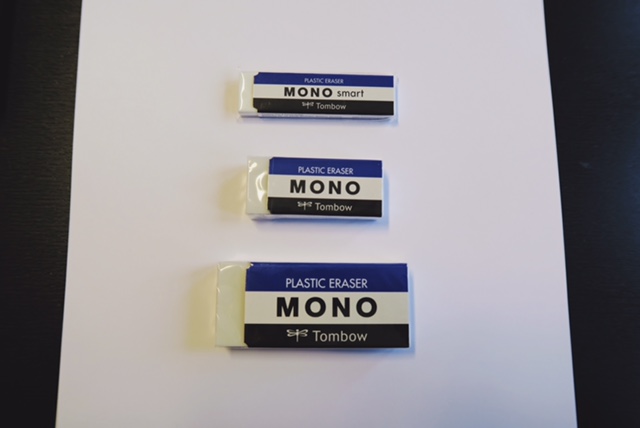 PLASTIC ERASER
MONO smart
Tombow
PLASTIC ERASER
MONO
Tombow
PLASTIC ERASER
MONO
Tombow